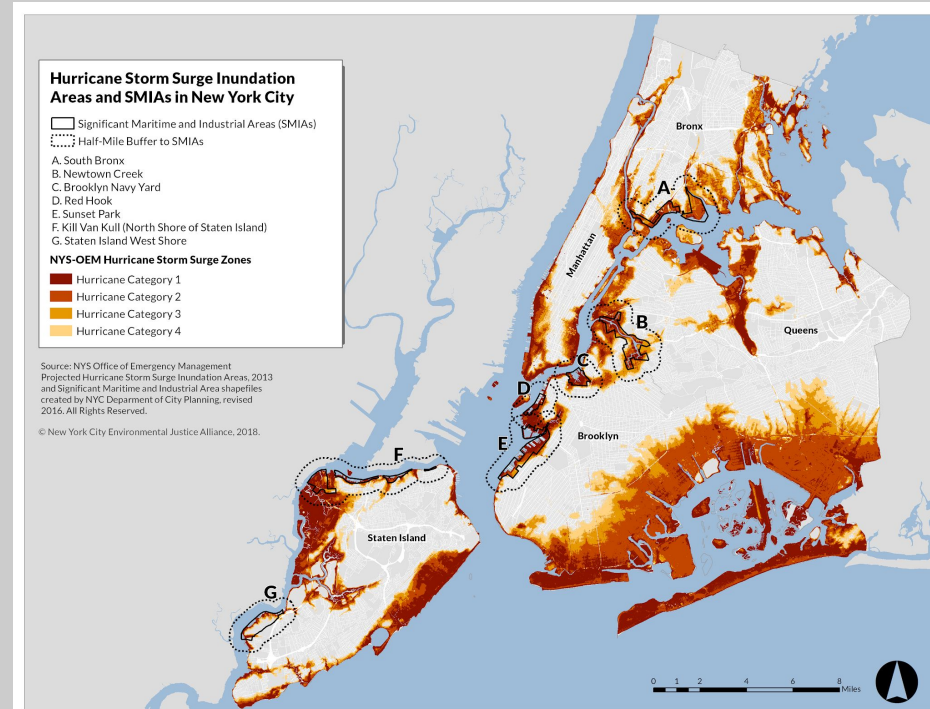 Hurricane Storm Surge Inundation
Areas and SMIAs in New York City
Significant Maritime and Industrial Areas (SMIAs)
Half-Mile Buffer to SMIAs
A. South Bronx
B. Newtown Creek
C. Brooklyn Navy Yard
D. Red Hook
E. Sunset Park
F. Kill Van Kull (North Shore of Staten Island)
G. Staten Island West Shore
NYS-OEM Hurricane Storm Surge Zones
Hurricane Category 1
Hurricane Category 2
Hurricane Category 3
Hurricane Category 4
Source: NYS Office of Emergency Management
Projected Hurricane Storm Surge Inundation Areas, 2013
and Significant Maritime and Industrial Area shapefiles
created by NYC Deparment of City Planning, revised
2016. All Rights Reserved.
© New York City Environmental Justice Alliance, 2018.
Bronx
A
Manhattan
B
Queens
C
D
Brooklyn
E
F
Staten Island
G
0 1 2 4 6 8
Miles